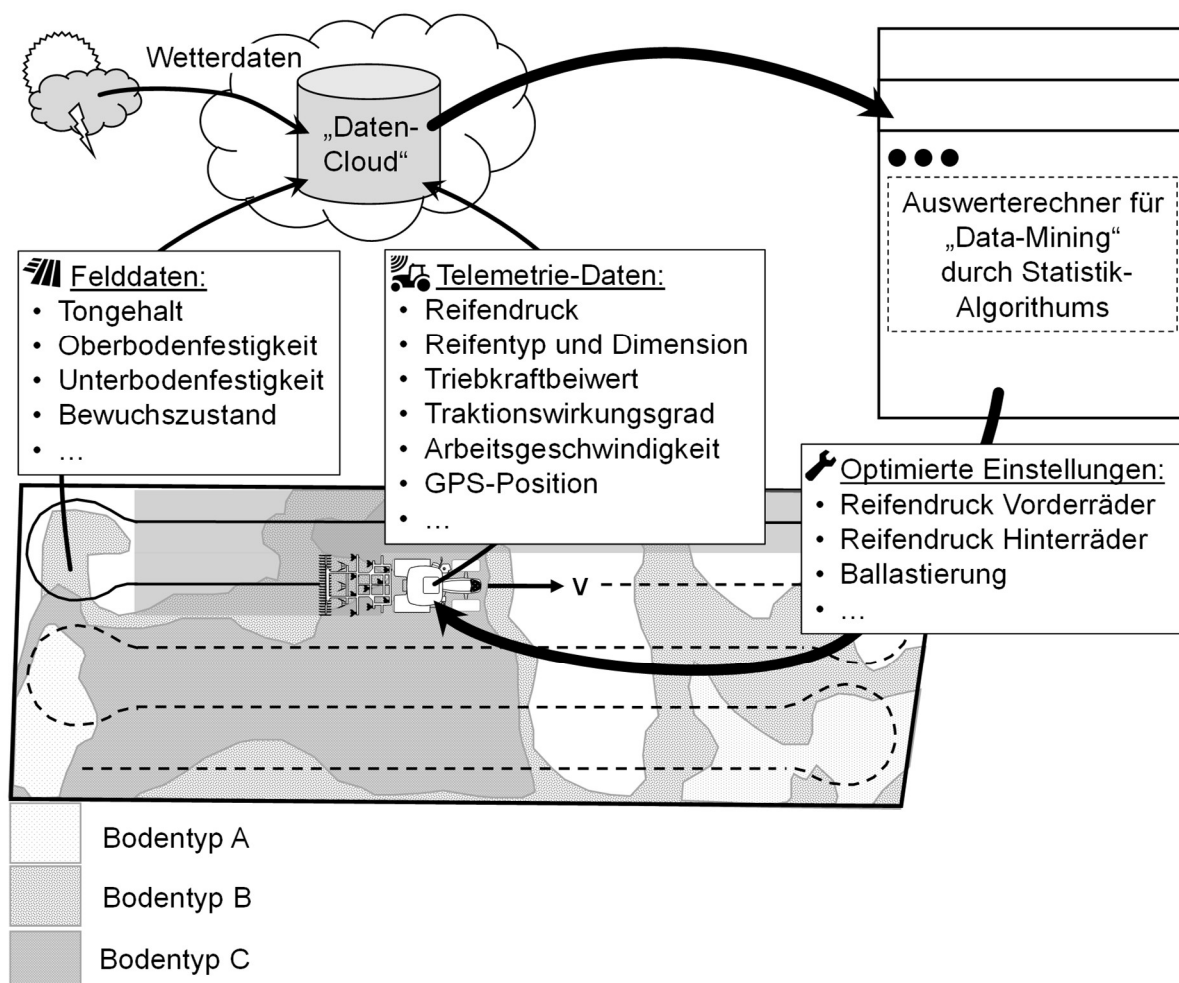 Wetterdaten
„Daten-
Cloud“
Auswerterechner für
„Data-Mining“
durch Statistik-
Algorithums
Felddaten:
• Tongehalt
• Oberbodenfestigkeit
• Unterbodenfestigkeit
• Bewuchszustand
• …
Telemetrie-Daten:
• Reifendruck
• Reifentyp und Dimension
• Triebkraftbeiwert
• Traktionswirkungsgrad
• Arbeitsgeschwindigkeit
• GPS-Position
• …
Optimierte Einstellungen:
• Reifendruck Vorderräder
• Reifendruck Hinterräder
• Ballastierung
• …
v
Bodentyp A
Bodentyp B
Bodentyp C